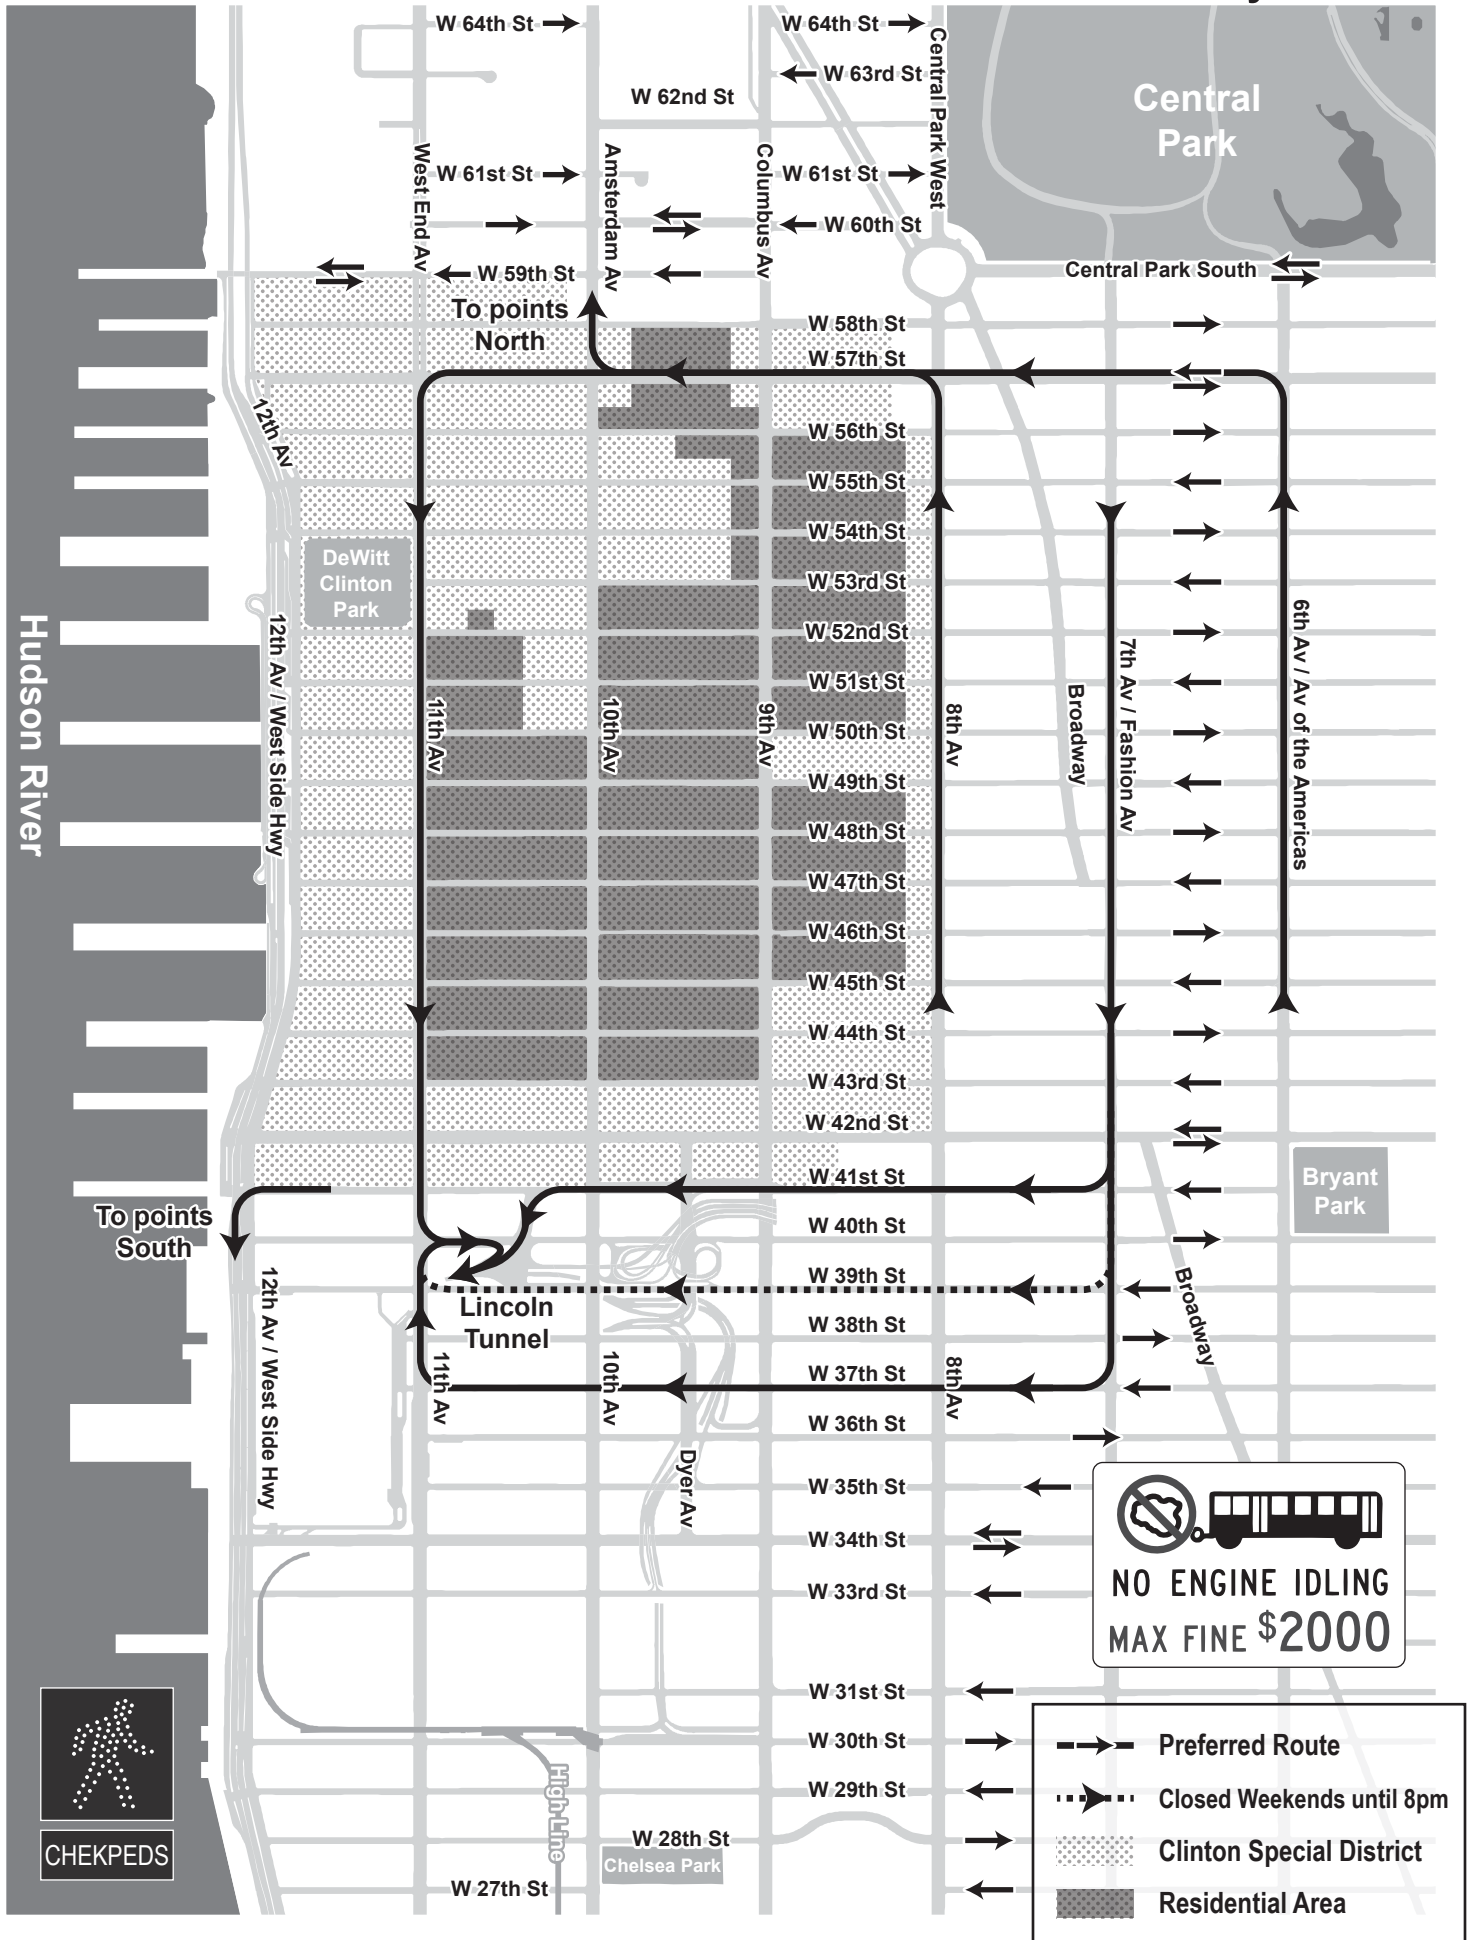 W 64th St
W 64th St
W 63rd St
W 62nd St
Central Park West
Central
Park
West End Av
W 61st St
Amsterdam Av
Columbus Av
W 61st St
W 60th St
W 59th St
Central Park South
To points
North
W 58th St
W 57th St
12th Av
W 56th St
W 55th St
W 54th St
DeWitt
Clinton
Park
W 53rd St
W 52nd St
Hudson River
12th Av / West Side Hwy
W 51st St
11th Av
10th Av
9th Av
W 50th St
8th Av
Broadway
7th Av / Fashion Av
6th Av / Av of the Americas
W 49th St
W 48th St
W 47th St
W 46th St
W 45th St
W 44th St
W 43rd St
W 42nd St
W 41st St
Bryant
Park
To points
South
W 40th St
W 39th St
12th Av / West Side Hwy
Lincoln
Tunnel
W 38th St
Broadway
11th Av
10th Av
W 37th St
8th Av
W 36th St
Dyer Av
W 35th St
W 34th St
W 33rd St
NO ENGINE IDLING
MAX FINE $2000
W 31st St
W 30th St
W 29th St
High Line
W 28th St
Chelsea Park
W 27th St
CHEKPEDS
Preferred Route
Closed Weekends until 8pm
Clinton Special District
Residential Area